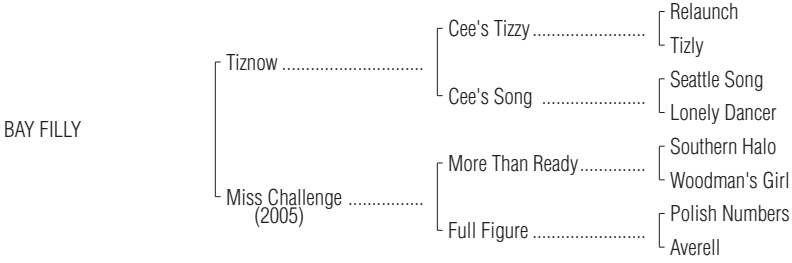 Relaunch
Cee's Tizzy ........................
Tizly
Tiznow ..............................
Seattle Song
Cee's Song ......................
Lonely Dancer
BAY FILLY
Southern Halo
More Than Ready..............
Woodman's Girl
Miss Challenge ................
(2005)
Polish Numbers
Full Figure ........................
Averell